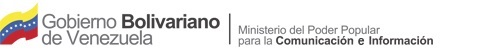 Gobierno Bolivariano
de Venezuela
Ministerio del Poder Popular
para la Comunicación e Información